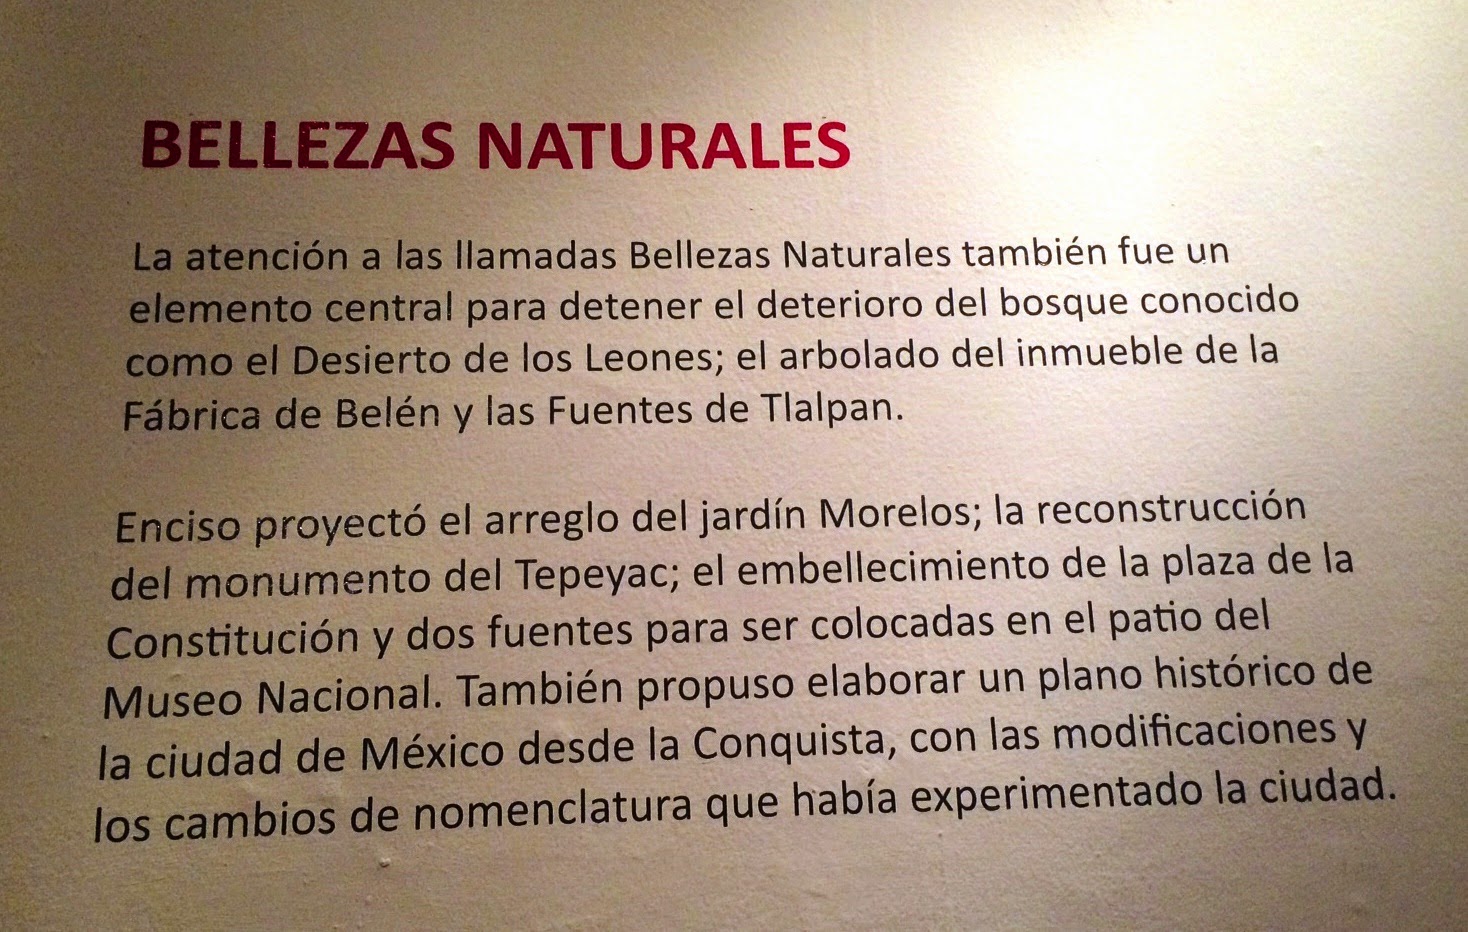 BELLEZAS NATURALES
La atención a las llamadas Bellezas Naturales también fue un
elemento central para detener el deterioro del bosque conocido
como el Desierto de los Leones; el arbolado del inmueble de la
Fábrica de Belén y las Fuentes de Tlalpan.
Enciso proyectó el arreglo del jardín Morelos; la reconstrucción
del monumento del Tepeyac; el embellecimiento de la plaza de la
Constitución y dos fuentes para ser colocadas en el patio del
Museo Nacional. También propuso elaborar un plano histórico de
la ciudad de México desde la Conquista, con las modificaciones y
los cambios de nomenclatura que había experimentado la ciudad.